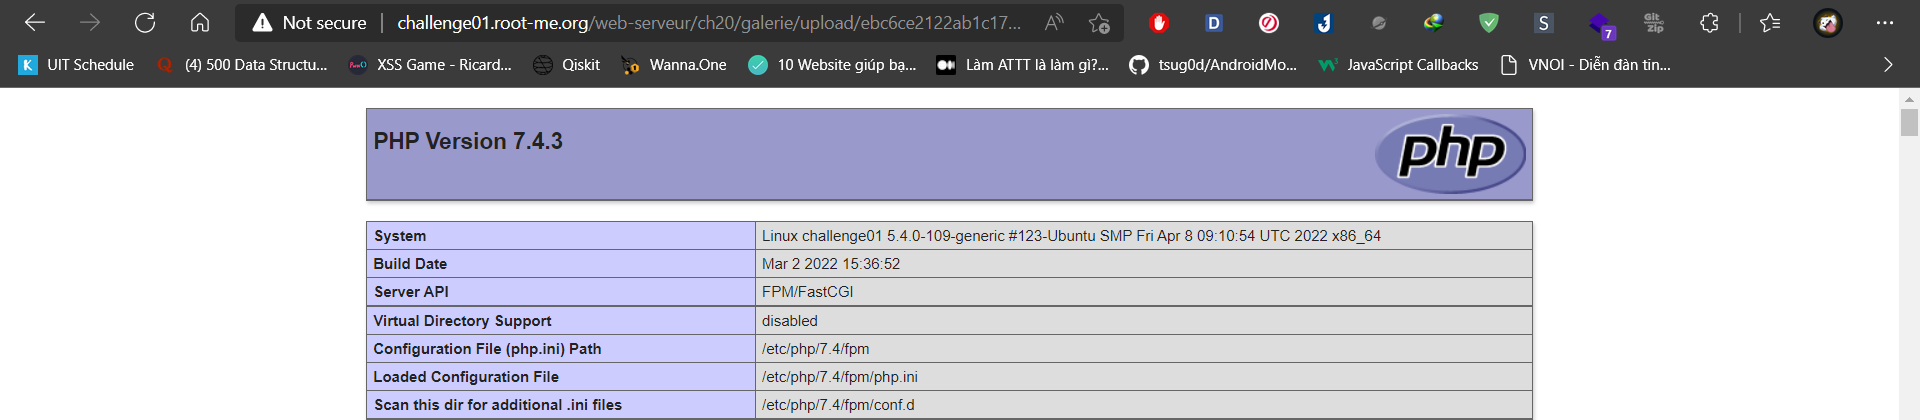 Not secure challenge01.root-me.org/web-serveur/ch20/galerie/upload/ebc6ce2122ab1c17... A D J S Git Zip 7
K UIT Schedule Q (4) 500 Data Structu... XSS Game - Ricard... Qiskit Wanna.One 10 Website giúp bạ... Làm ATTT là làm gì?... tsug0d/AndroidMo... JavaScript Callbacks VNOI - Diễn đàn tin...
PHP Version 7.4.3 php
System Linux challenge01 5.4.0-109-generic #123-Ubuntu SMP Fri Apr 8 09:10:54 UTC 2022 x86_64
Build Date Mar 2 2022 15:36:52
Server API FPM/FastCGI
Virtual Directory Support disabled
Configuration File (php.ini) Path /etc/php/7.4/fpm
Loaded Configuration File /etc/php/7.4/fpm/php.ini
Scan this dir for additional .ini files /etc/php/7.4/fpm/conf.d